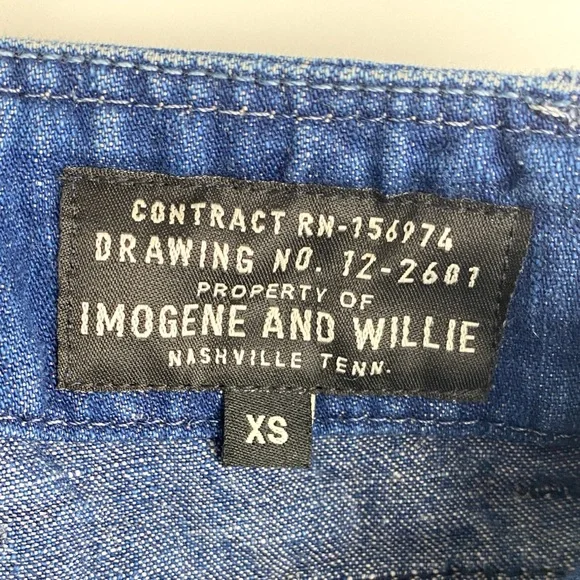 CONTRACT RN-156974
DRAWING NO. 12-2601
PROPERTY OF
IMOGENE AND WILLIE
NASHVILLE TENN.
XS